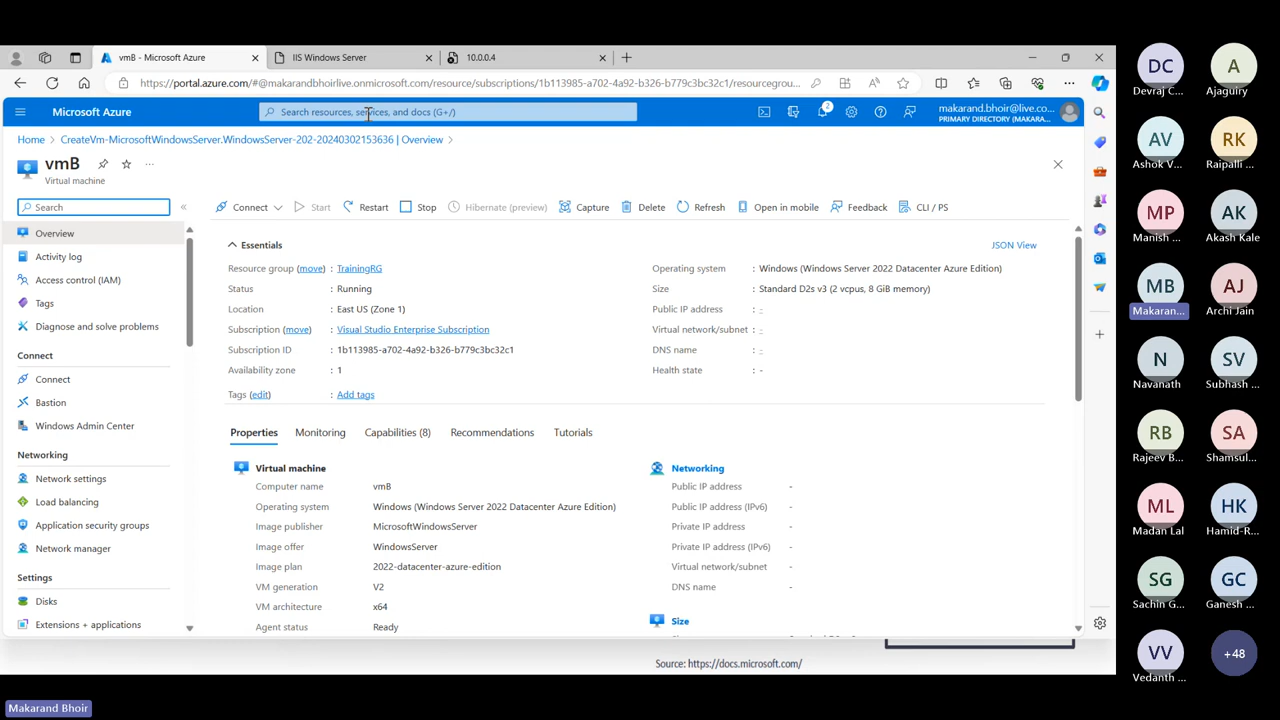 vmB - Microsoft Azure
IIS Windows Server
10.0.0.4
https://portal.azure.com/#@makarandbhoirlive.onmicrosoft.com/resource/subscriptions/1b113985-a702-4a92-b326-b779c3bc32c1/resourcegrou...
Microsoft Azure
Search resources, services, and docs (G+/)
2
makarand.bhoir@live.co...
PRIMARY DIRECTORY (MAKARA...
Home > CreateVm-MicrosoftWindowsServer.WindowsServer-202-20240302153636 | Overview >
vmB
Virtual machine
Search
Connect
Start
Restart
Stop
Hibernate (preview)
Capture
Delete
Refresh
Open in mobile
Feedback
CLI / PS
Overview
Activity log
Access control (IAM)
Tags
Diagnose and solve problems
Connect
Connect
Bastion
Windows Admin Center
Networking
Network settings
Load balancing
Application security groups
Network manager
Settings
Disks
Extensions + applications
Essentials
JSON View
Resource group (move) : TrainingRG
Status : Running
Location : East US (Zone 1)
Subscription (move) : Visual Studio Enterprise Subscription
Subscription ID : 1b113985-a702-4a92-b326-b779c3bc32c1
Availability zone : 1
Tags (edit) : Add tags
Operating system : Windows (Windows Server 2022 Datacenter Azure Edition)
Size : Standard D2s v3 (2 vcpus, 8 GiB memory)
Public IP address : -
Virtual network/subnet : -
DNS name : -
Health state : -
Properties
Monitoring
Capabilities (8)
Recommendations
Tutorials
Virtual machine
Computer name vmB
Operating system Windows (Windows Server 2022 Datacenter Azure Edition)
Image publisher MicrosoftWindowsServer
Image offer WindowsServer
Image plan 2022-datacenter-azure-edition
VM generation V2
VM architecture x64
Agent status Ready
Networking
Public IP address -
Public IP address (IPv6) -
Private IP address -
Private IP address (IPv6) -
Virtual network/subnet -
DNS name -
Size
Source: https://docs.microsoft.com/
Makarand Bhoir
DC
Devraj C...
A
Ajaguiry
AV
Ashok V...
RK
Raipalli ...
MP
Manish ...
AK
Akash Kale
MB
Makaran...
AJ
Archi Jain
N
Navanath
SV
Subhash ...
RB
Rajeev B...
SA
Shamsul...
ML
Madan Lal
HK
Hamid-R...
SG
Sachin G...
GC
Ganesh ...
VV
Vedanth ...
+48